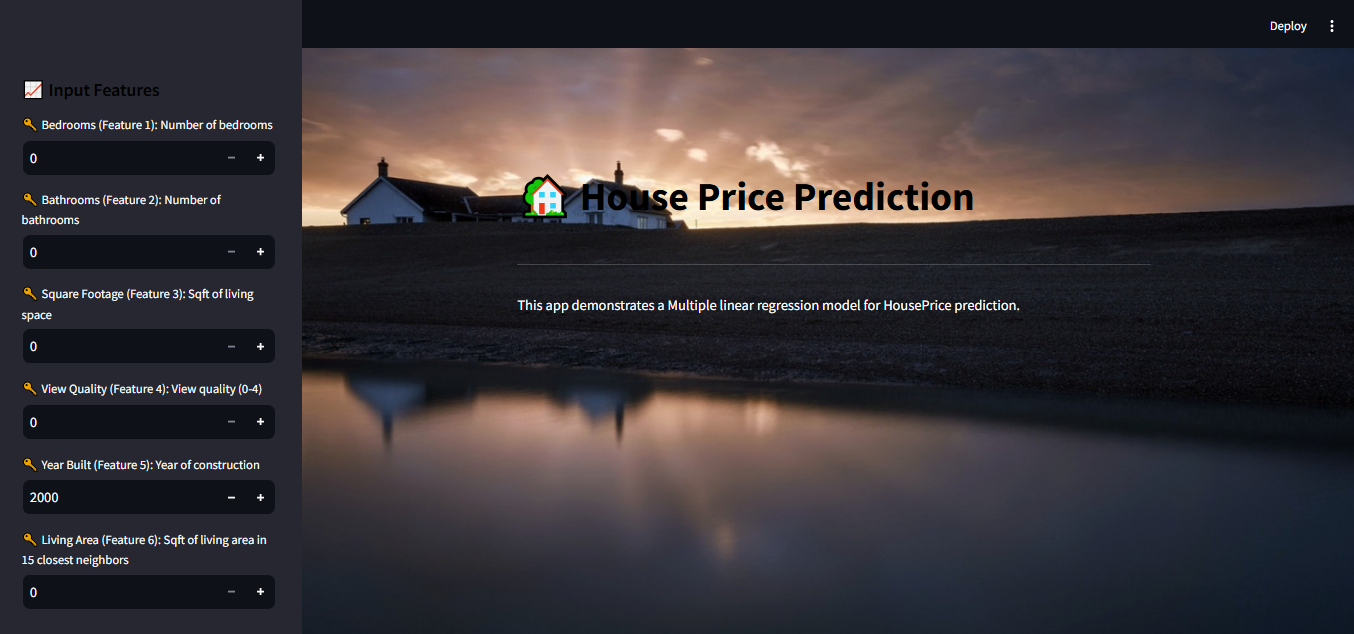 Deploy
Input Features
Bedrooms (Feature 1): Number of bedrooms
0
Bathrooms (Feature 2): Number of
bathrooms
0
Square Footage (Feature 3): Sqft of living
space
0
View Quality (Feature 4): View quality (0-4)
0
Year Built (Feature 5): Year of construction
2000
Living Area (Feature 6): Sqft of living area in
15 closest neighbors
0
House Price Prediction
This app demonstrates a Multiple linear regression model for HousePrice prediction.